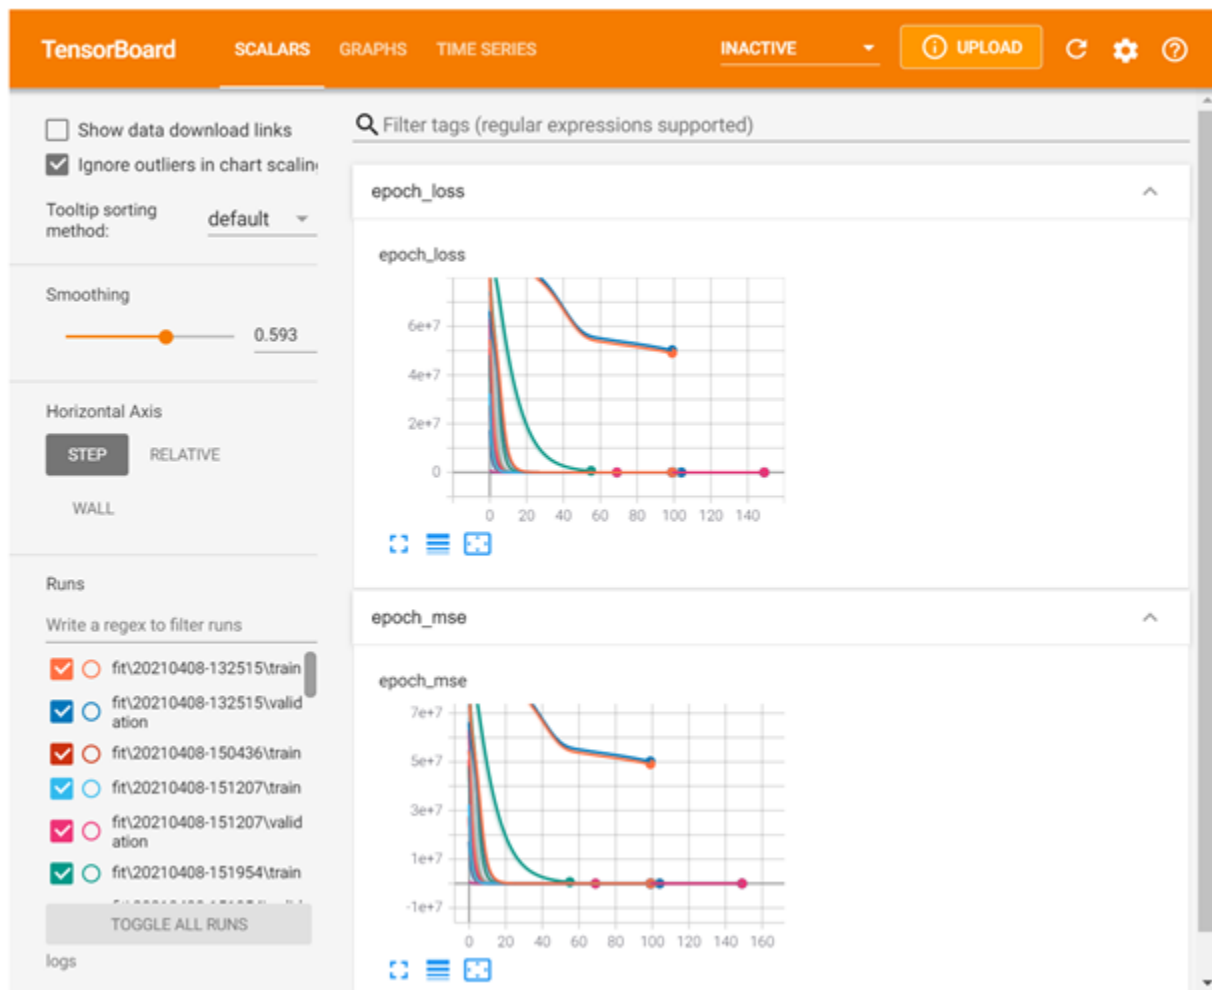 TensorBoard SCALARS GRAPHS TIME SERIES INACTIVE UPLOAD
Show data download links
Ignore outliers in chart scaling
Tooltip sorting
method:
default
Smoothing
0.593
Horizontal Axis
STEP RELATIVE
WALL
Runs
Write a regex to filter runs
fit\20210408-132515\train
fit\20210408-132515\valid
ation
fit\20210408-150436\train
fit\20210408-151207\train
fit\20210408-151207\valid
ation
fit\20210408-151954\train
TOGGLE ALL RUNS
logs
Filter tags (regular expressions supported)
epoch_loss
epoch_loss
6e+7
4e+7
2e+7
0
0 20 40 60 80 100 120 140
epoch_mse
epoch_mse
7e+7
5e+7
3e+7
1e+7
-1e+7
0 20 40 60 80 100 120 140 160